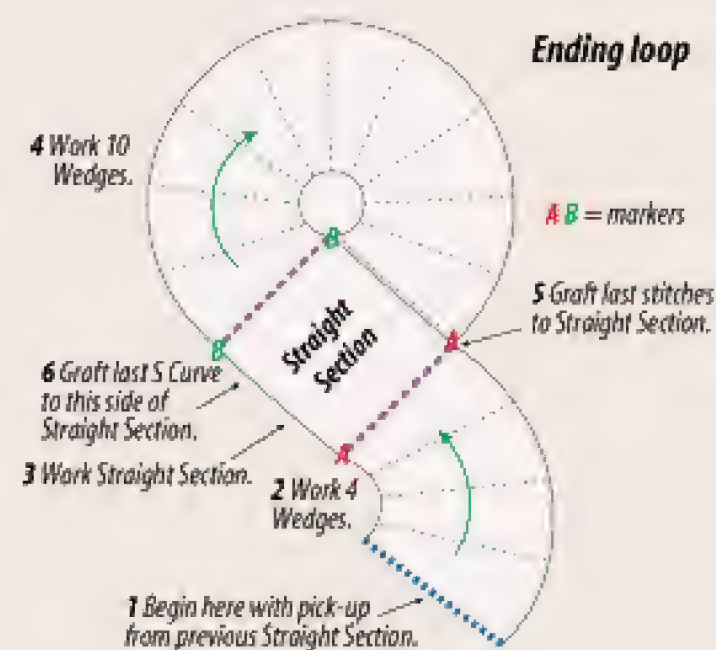 Ending loop
4 Work 10
Wedges.
A B = markers
B
5 Graft last stitches
to Straight Section.
Straight
Section
B
A
6 Graft last S Curve
to this side of
Straight Section.
A
3 Work Straight Section.
2 Work 4
Wedges.
1 Begin here with pick-up
from previous Straight Section.